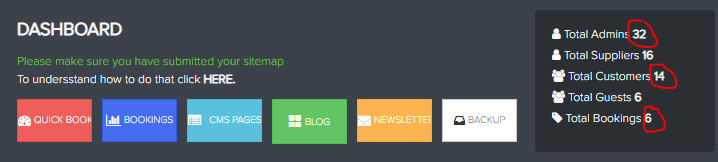 DASHBOARD
Please make sure you have submitted your sitemap
To undersstand how to do that click HERE.
QUICK BOOK
BOOKINGS
CMS PAGES
BLOG
NEWSLETTER
BACKUP
Total Admins 32
Total Suppliers 16
Total Customers 14
Total Guests 6
Total Bookings 6